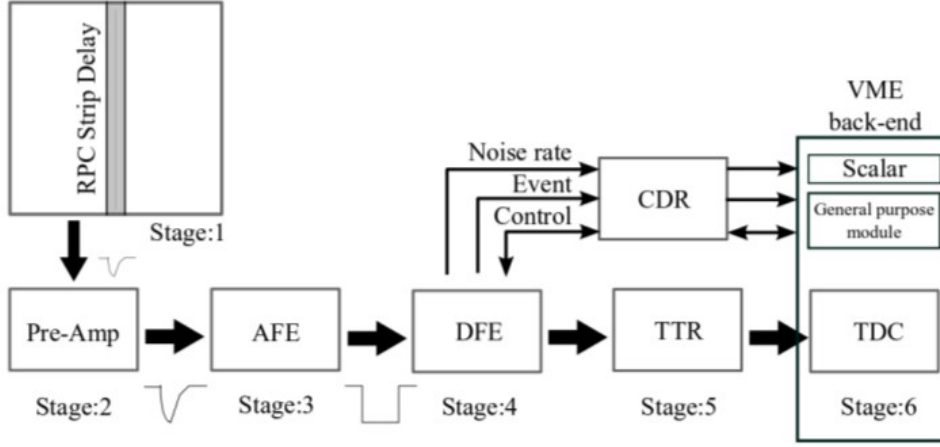 RPC Strip Delay
Stage:1
VME
back-end
Noise rate
Event
Control
CDR
Scalar
General purpose
module
Pre-Amp
AFE
DFE
TTR
TDC
Stage:2
Stage:3
Stage:4
Stage:5
Stage:6